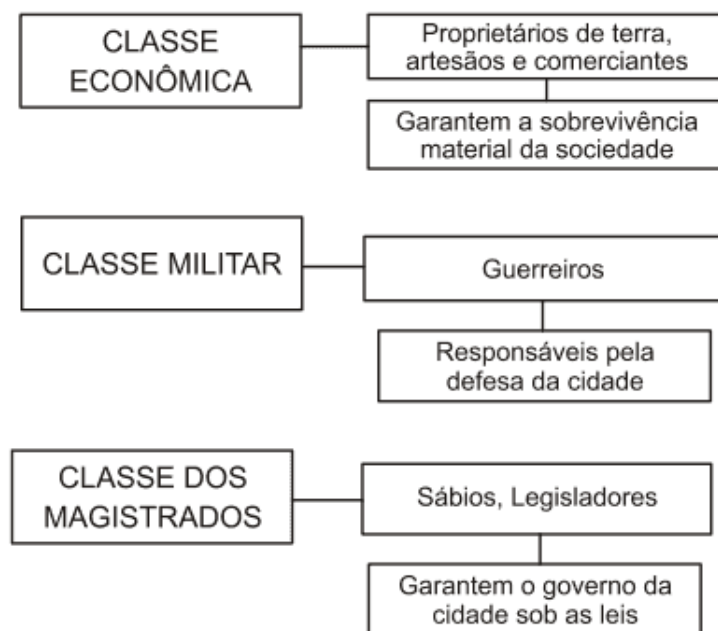 CLASSE
ECONÔMICA
Proprietários de terra,
artesãos e comerciantes
Garantem a sobrevivência
material da sociedade
CLASSE MILITAR
Guerreiros
Responsáveis pela
defesa da cidade
CLASSE DOS
MAGISTRADOS
Sábios, Legisladores
Garantem o governo da
cidade sob as leis